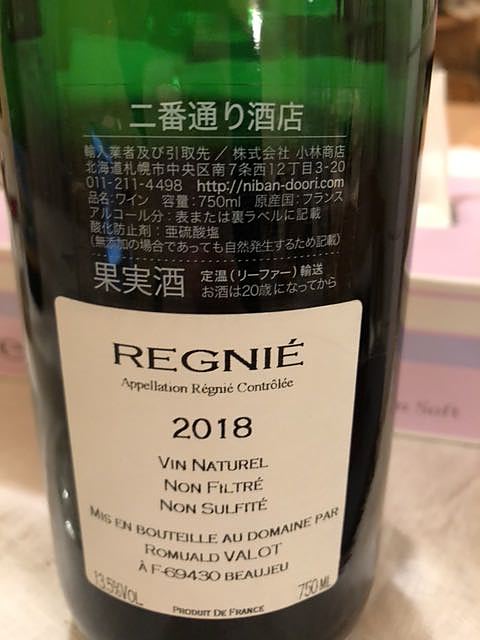 二番通り酒店
輸入業者及び引取先／株式会社 小林商店
北海道札幌市中央区南7条西12丁目3-20
011-211-4498 http://niban-doori.com/
品名:ワイン 容量:750ml 原産国:フランス
アルコール分:表または裏ラベルに記載
酸化防止剤:亜硫酸塩
(無添加の場合であっても自然発生するため記載)
果実酒 定温(リーファー)輸送
お酒は20歳になってから
REGNIÉ
Appellation Régnié Contrôlée
2018
VIN NATUREL
NON FILTRÉ
NON SULFITÉ
MIS EN BOUTEILLE AU DOMAINE PAR
ROMUALD VALOT
À F-69430 BEAUJEU
13.5%VOL. 750 ML
PRODUIT DE FRANCE
Soft